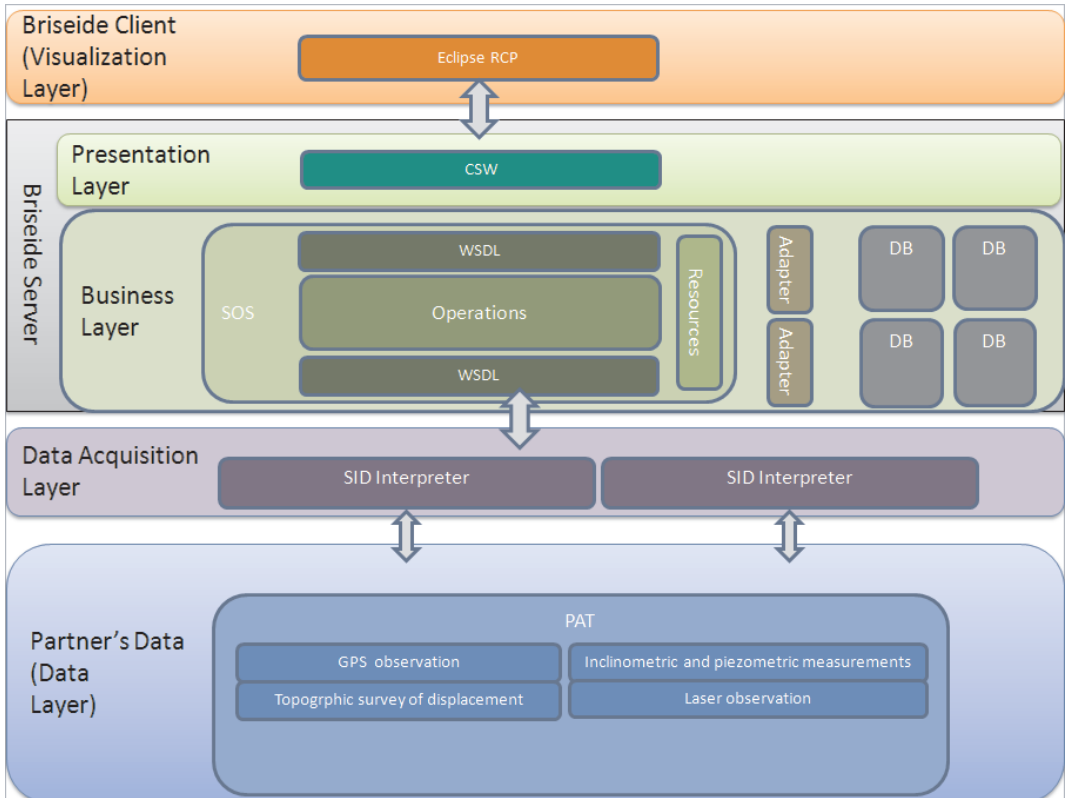 Briseide Client
(Visualization
Layer)
Eclipse RCP
Briseide Server
Presentation
Layer
CSW
Business
Layer
SOS
WSDL
Operations
WSDL
Resources
Adapter
Adapter
DB
DB
DB
DB
Data Acquisition
Layer
SID Interpreter
SID Interpreter
Partner's Data
(Data
Layer)
PAT
GPS observation
Inclinometric and piezometric measurements
Topogrphic survey of displacement
Laser observation